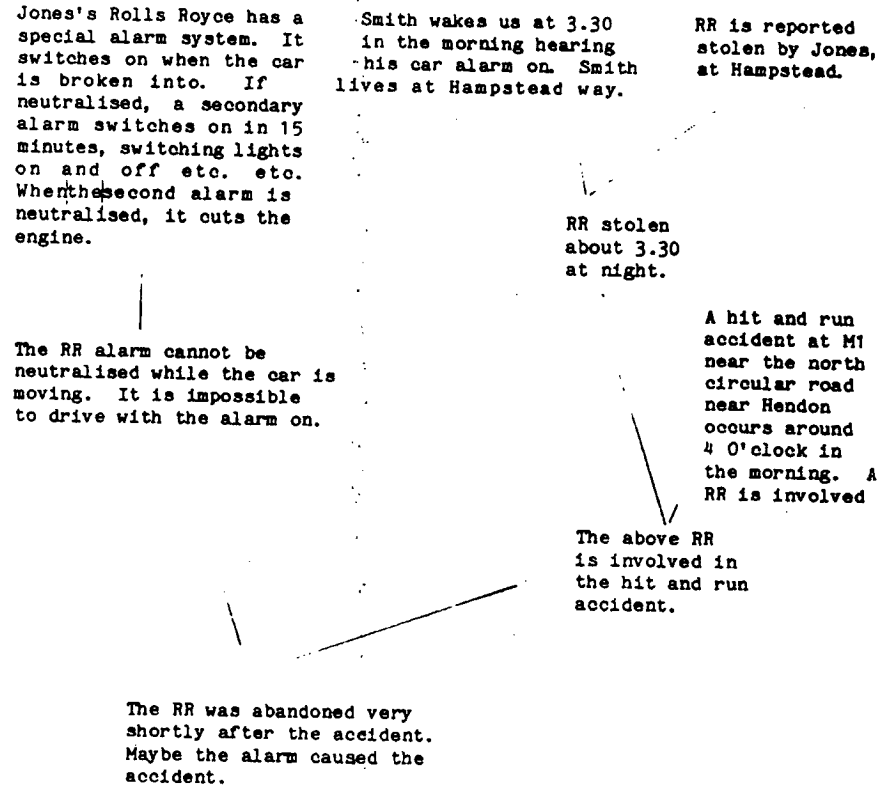 Jones's Rolls Royce has a
special alarm system. It
switches on when the car
is broken into. If
neutralised, a secondary
alarm switches on in 15
minutes, switching lights
on and off etc. etc.
Whenthesecond alarm is
neutralised, it cuts the
engine.
Smith wakes us at 3.30
in the morning hearing
his car alarm on. Smith
lives at Hampstead way.
RR is reported
stolen by Jones,
at Hampstead.
RR stolen
about 3.30
at night.
The RR alarm cannot be
neutralised while the car is
moving. It is impossible
to drive with the alarm on.
A hit and run
accident at M1
near the north
circular road
near Hendon
occurs around
4 O'clock in
the morning. A
RR is involved
The above RR
is involved in
the hit and run
accident.
The RR was abandoned very
shortly after the accident.
Maybe the alarm caused the
accident.